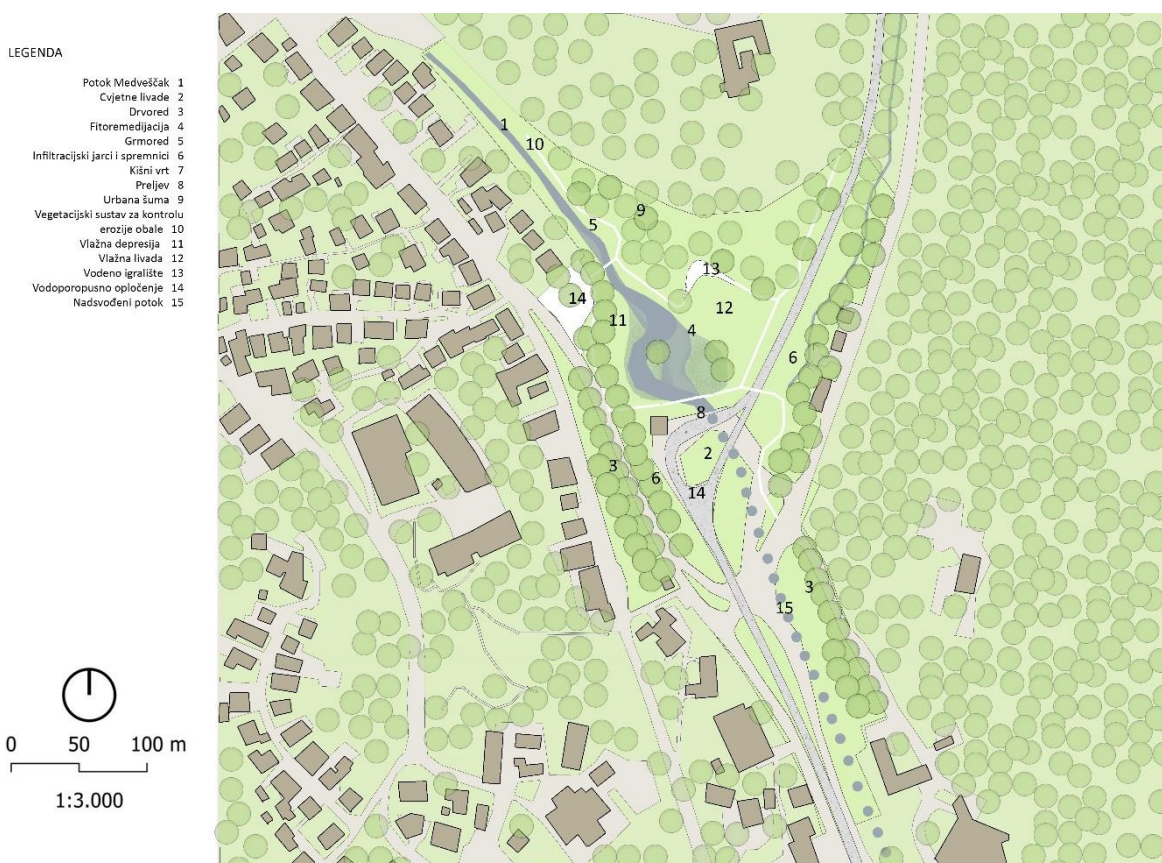 LEGENDA
Potok Medveščak 1
Cvjetne livade 2
Drvored 3
Fitoremedijacija 4
Grmored 5
Infiltracijski jarci i spremnici 6
Kišni vrt 7
Preljev 8
Urbana šuma 9
Vegetacijski sustav za kontrolu
erozije obale 10
Vlažna depresija 11
Vlažna livada 12
Vodeno igralište 13
Vodoporopusno opločenje 14
Nadsvođeni potok 15
0 50 100 m
1:3.000
1
10
9
5
13
14
11
12
4
6
8
2
3
6
14
3
15